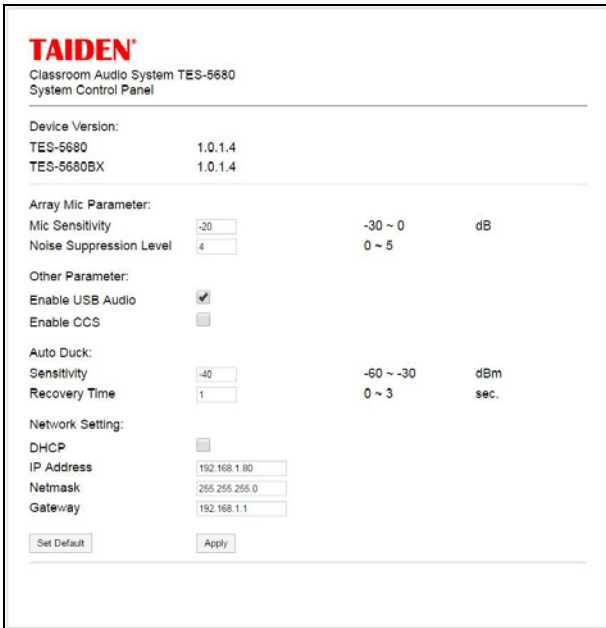 TAIDEN®
Classroom Audio System TES-5680
System Control Panel
Device Version:
TES-5680 1.0.1.4
TES-5680BX 1.0.1.4
Array Mic Parameter:
Mic Sensitivity -20 -30 ~ 0 dB
Noise Suppression Level 4 0 ~ 5
Other Parameter:
Enable USB Audio
Enable CCS
Auto Duck:
Sensitivity -40 -60 ~ -30 dBm
Recovery Time 1 0 ~ 3 sec.
Network Setting:
DHCP
IP Address 192.168.1.80
Netmask 255.255.255.0
Gateway 192.168.1.1
Set Default Apply